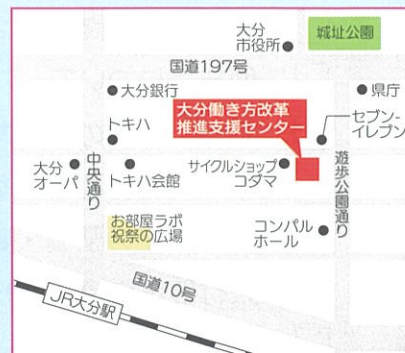 大分
市役所
城址公園
国道197号
大分銀行
県庁
大分働き方改革
推進支援センター
トキハ
セブン-
イレブン
大分
オーパ
中央通り
トキハ会館
サイクルショップ
コダマ
遊歩公園通り
お部屋ラボ
祝祭の広場
コンパル
ホール
国道10号
JR大分駅